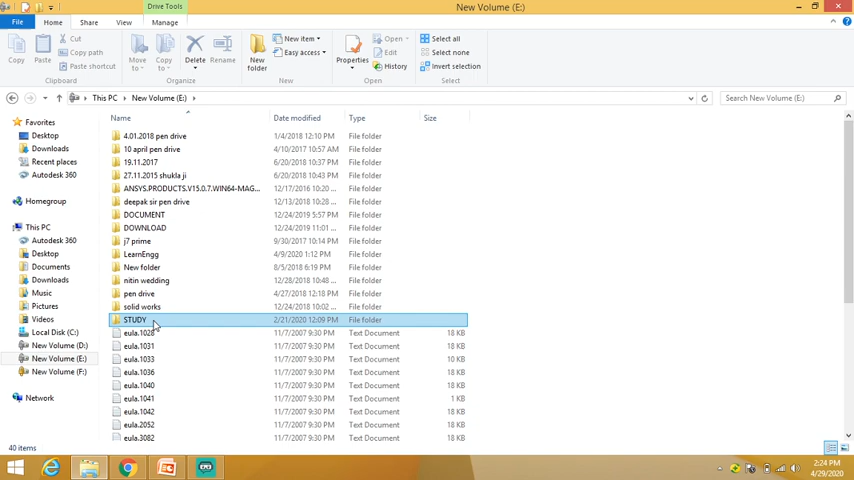 Drive Tools
New Volume (E:)
File Home Share View Manage
Cut
Copy path
Paste shortcut
Copy Paste
Clipboard
Move to- Copy to- Delete Rename
Organize
New folder
New item-
Easy access-
New
Properties
Open-
Edit
History
Open
Select all
Select none
Invert selection
Select
This PC New Volume (E:)
Search New Volume (E:)
Favorites
Desktop
Downloads
Recent places
Autodesk 360
Homegroup
This PC
Autodesk 360
Desktop
Documents
Downloads
Music
Pictures
Videos
Local Disk (C:)
New Volume (D:)
New Volume (E:)
New Volume (F:)
Network
Name Date modified Type Size
4.01.2018 pen drive 1/4/2018 12:10 PM File folder
10 april pen drive 4/10/2017 10:57 AM File folder
19.11.2017 6/20/2018 10:37 PM File folder
27.11.2015 shukla ji 6/20/2018 10:43 PM File folder
ANSYS.PRODUCTS.V15.0.7.WIN64-MAG... 12/17/2016 10:20 ... File folder
deepak sir pen drive 12/13/2018 10:28 ... File folder
DOCUMENT 12/24/2019 5:57 PM File folder
DOWNLOAD 12/24/2019 11:01 ... File folder
j7 prime 9/30/2017 10:14 PM File folder
LearnEngg 4/9/2020 1:12 PM File folder
New folder 8/5/2018 6:19 PM File folder
nitin wedding 12/28/2018 10:48 ... File folder
pen drive 4/27/2018 12:18 PM File folder
solid works 12/24/2018 10:02 ... File folder
STUDY 2/21/2020 12:09 PM File folder
eula.1028 11/7/2007 9:30 PM Text Document 18 KB
eula.1031 11/7/2007 9:30 PM Text Document 18 KB
eula.1033 11/7/2007 9:30 PM Text Document 10 KB
eula.1036 11/7/2007 9:30 PM Text Document 18 KB
eula.1040 11/7/2007 9:30 PM Text Document 18 KB
eula.1041 11/7/2007 9:30 PM Text Document 1 KB
eula.1042 11/7/2007 9:30 PM Text Document 18 KB
eula.2052 11/7/2007 9:30 PM Text Document 18 KB
eula.3082 11/7/2007 9:30 PM Text Document 18 KB
40 items
2:24 PM
4/29/2020